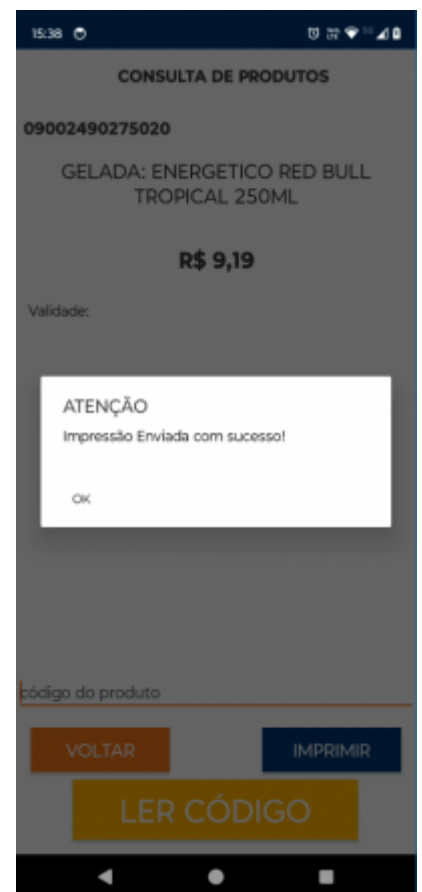 15:38
CONSULTA DE PRODUTOS
09002490275020
GELADA: ENERGETICO RED BULL
TROPICAL 250ML
R$ 9,19
Validade:
ATENÇÃO
Impressão Enviada com sucesso!
OK
código do produto
VOLTAR
IMPRIMIR
LER CÓDIGO